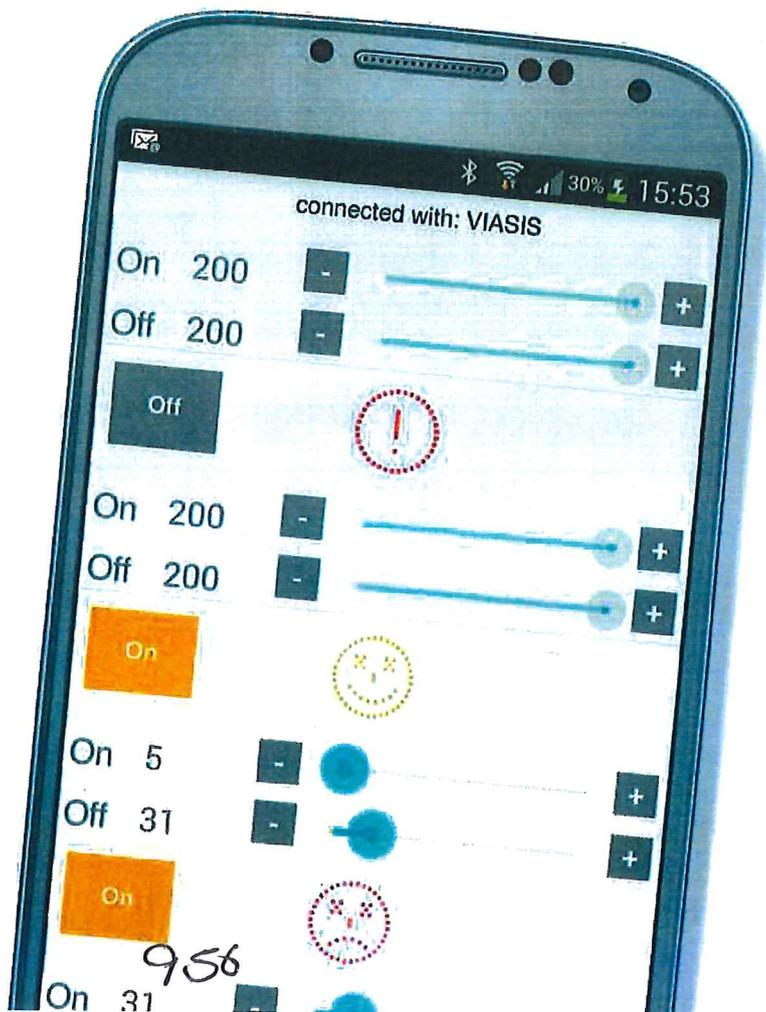 30% 15:53
connected with: VIASIS
On 200 - +
Off 200 - +
Off
!
On 200 - +
Off 200 - +
On
On 5 - +
Off 31 - +
On
956
On 31 -